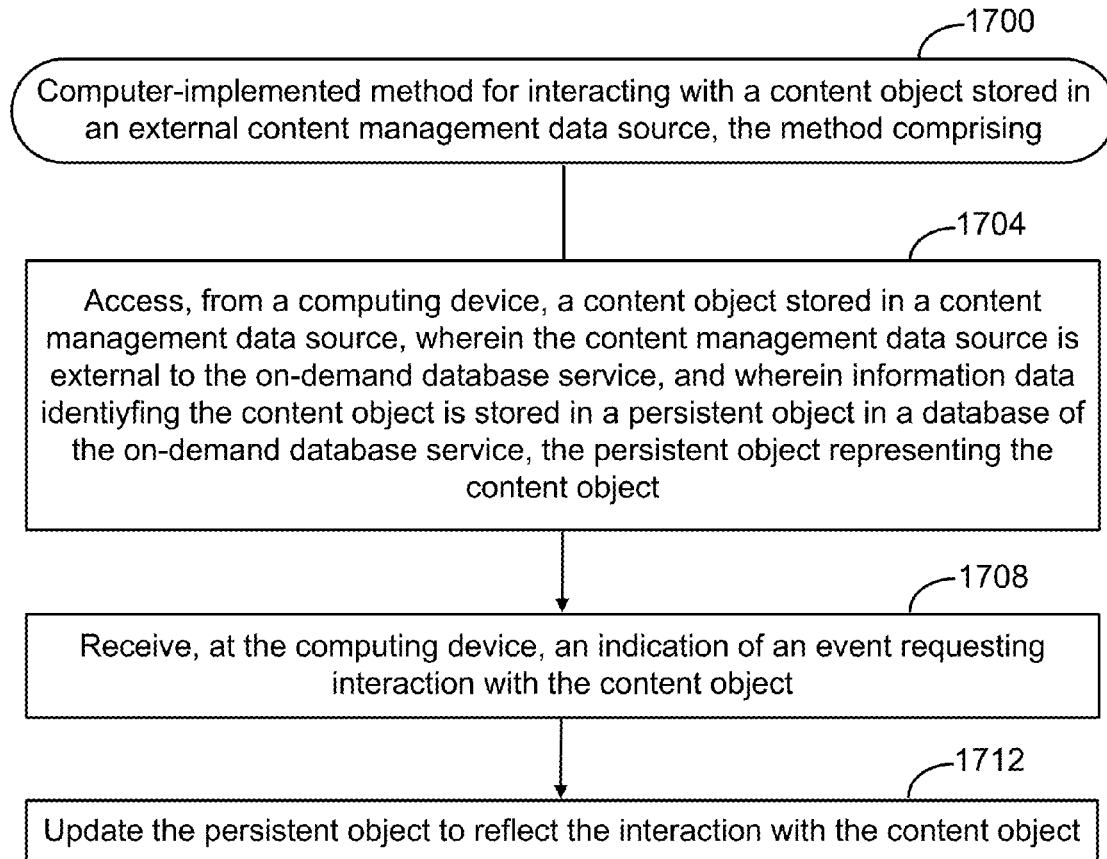 1700
Computer-implemented method for interacting with a content object stored in
an external content management data source, the method comprising
1704
Access, from a computing device, a content object stored in a content
management data source, wherein the content management data source is
external to the on-demand database service, and wherein information data
identiyfing the content object is stored in a persistent object in a database of
the on-demand database service, the persistent object representing the
content object
1708
Receive, at the computing device, an indication of an event requesting
interaction with the content object
1712
Update the persistent object to reflect the interaction with the content object